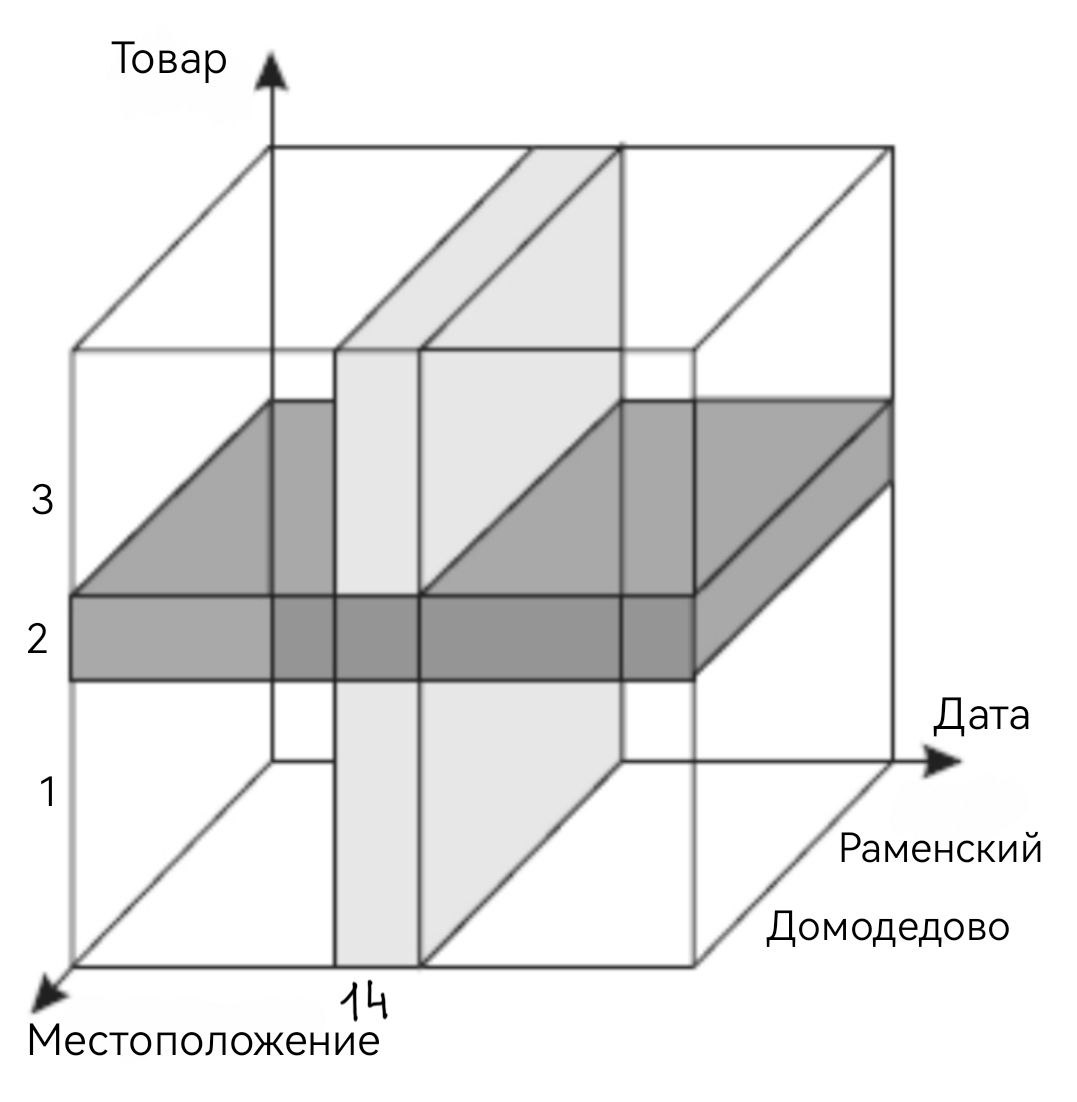 Товар
3
2
Дата
1
Раменский
Домодедово
14
Местоположение